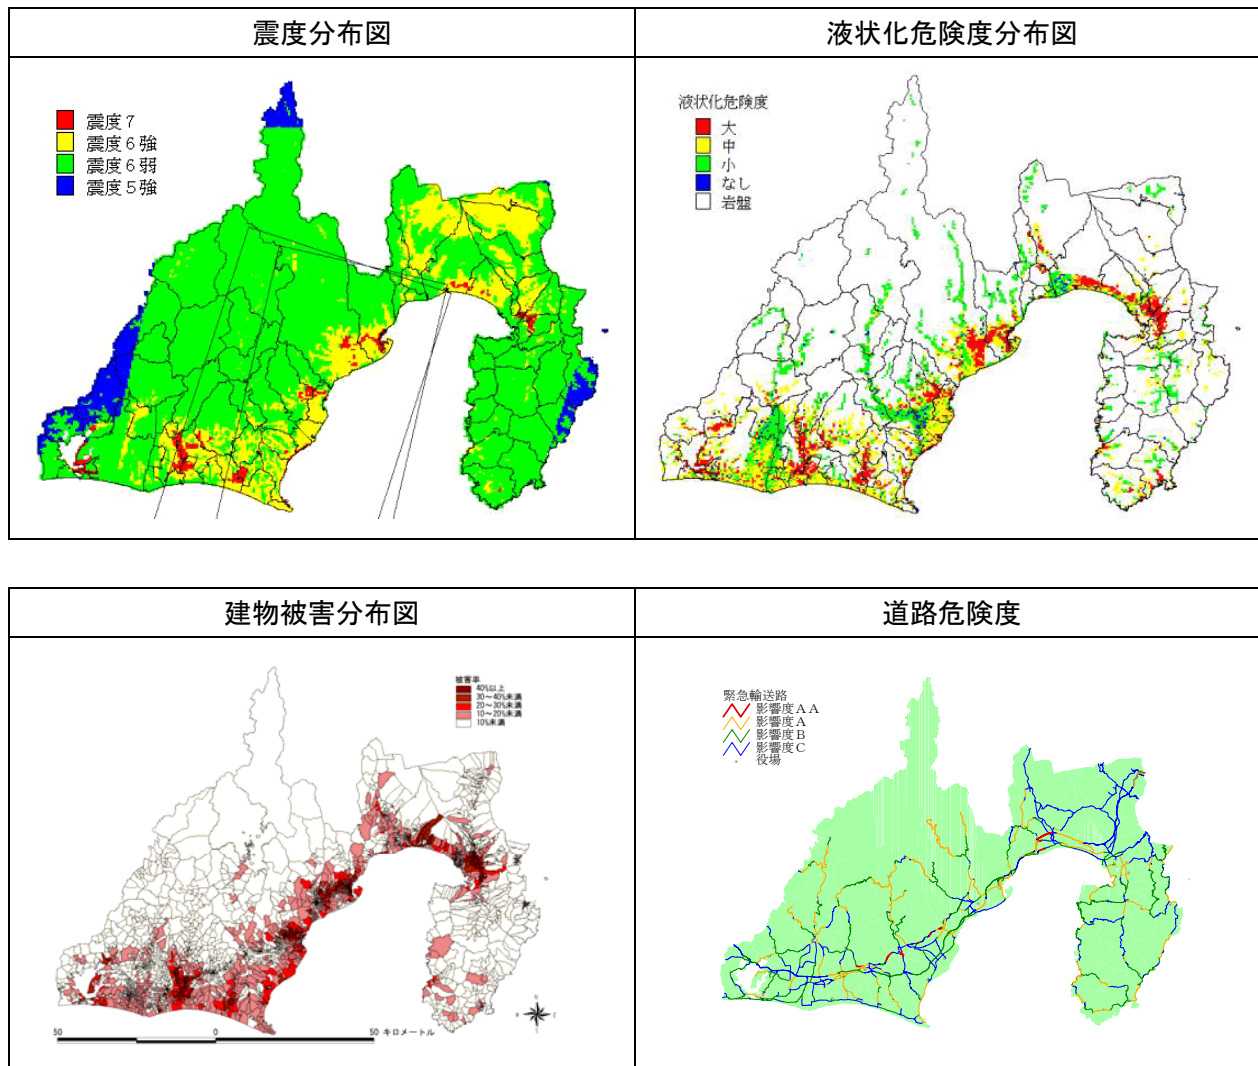 震度分布図
液状化危険度分布図
震度７
震度６強
震度６弱
震度５強
液状化危険度
大
中
小
なし
岩盤
建物被害分布図
道路危険度
被害率
40%以上
30～40%未満
20～30%未満
10～20%未満
10%未満
50 0 50 キロメートル
緊急輸送路
影響度ＡＡ
影響度Ａ
影響度Ｂ
影響度Ｃ
役場